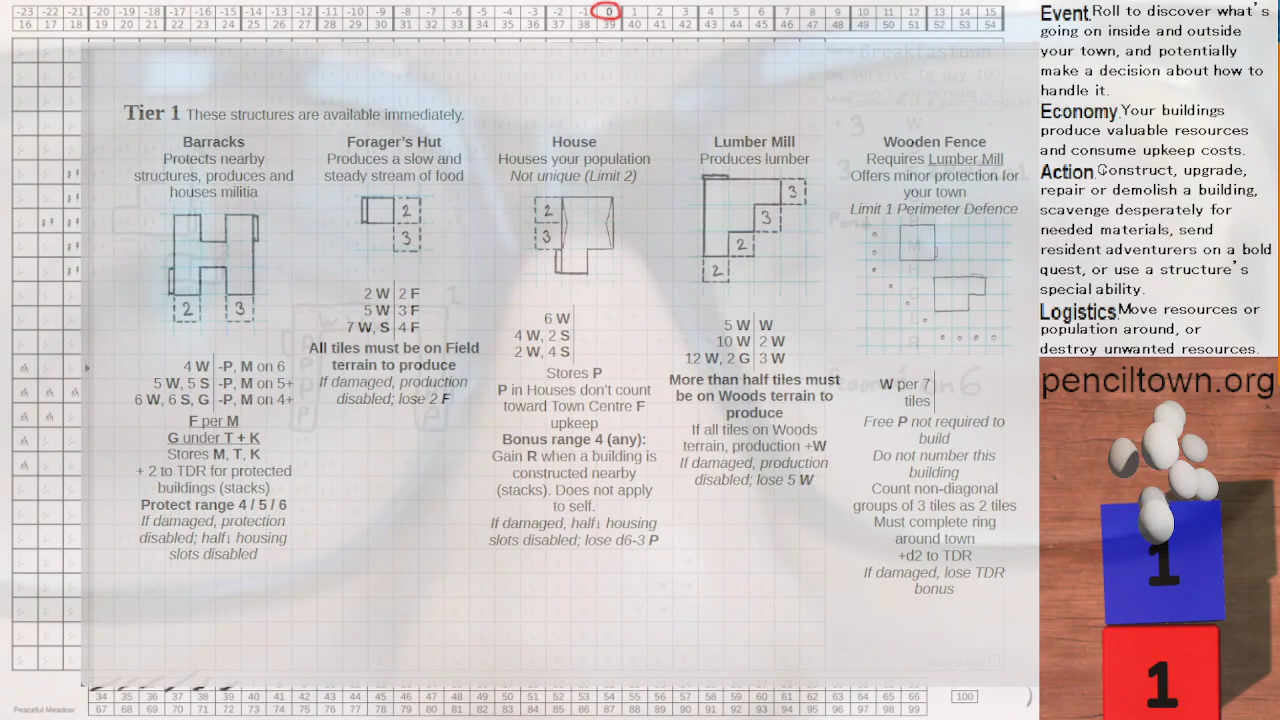 -23 -22 -21 -20 -19 -18 -17 -16 -15 -14 -13 -12 -11 -10 -9 -8 -7 -6 -5 -4 -3 -2 -1 0 1 2 3 4 5 6 7 8 9 10 11 12 13 14 15
16 17 18 19 20 21 22 23 24 25 26 27 28 29 30 31 32 33 34 35 36 37 38 39 40 41 42 43 44 45 46 47 48 49 50 51 52 53 54
Breakfastown
Survive to day 100
Tier 1 These structures are available immediately.
Barracks
Protects nearby
structures, produces and
houses militia
2 3
4 W -P, M on 6
5 W, 5 S -P, M on 5+
6 W, 6 S, G -P, M on 4+
F per M
G under T + K
Stores M, T, K
+ 2 to TDR for protected
buildings (stacks)
Protect range 4 / 5 / 6
If damaged, protection
disable; half↓ housing
slots disabled
Forager's Hut
Produces a slow and
steady stream of food
2
3
2 W 2 F
5 W 3 F
7 W, S 4 F
All tiles must be on Field
terrain to produce
If damaged, production
disabled; lose 2 F
House
Houses your population
Not unique (Limit 2)
2
3
6 W
4 W, 2 S
2 W, 4 S
Stores P
P in Houses don't count
toward Town Centre F
upkeep
Bonus range 4 (any):
Gain R when a building is
constructed nearby
(stacks). Does not apply
to self.
If damaged, half↓ housing
slots disabled; lose d6-3 P
Lumber Mill
Produces lumber
3
3
2
2
5 W W
10 W 2 W
12 W, 2 G 3 W
More than half tiles must
be on Woods terrain to
produce
If all tiles on Woods
terrain, production +W
If damaged, production
disabled; lose 5 W
Wooden Fence
Requires Lumber Mill
Offers minor protection for
your town
Limit 1 Perimeter Defence
W per 7
tiles
Free P not required to
build
Do not number this
building
Count non-diagonal
groups of 3 tiles as 2 tiles
Must complete ring
around town
+d2 to TDR
If damaged, lose TDR
bonus
34 35 36 37 38 39 40 41 42 43 44 45 46 47 48 49 50 51 52 53 54 55 56 57 58 59 60 61 62 63 64 65 66 100
Peaceful Meadow 67 68 69 70 71 72 73 74 75 76 77 78 79 80 81 82 83 84 85 86 87 88 89 90 91 92 93 94 95 96 97 98 99
Event. Roll to discover what's
going on inside and outside
your town, and potentially
make a decision about how to
handle it.
Economy. Your buildings
produce valuable resources
and consume upkeep costs.
Action. Construct, upgrade,
repair or demolish a building,
scavenge desperately for
needed materials, send
resident adventurers on a bold
quest, or use a structure's
special ability.
Logistics. Move resources or
population around, or
destroy unwanted resources.
penciltown.org
1
1